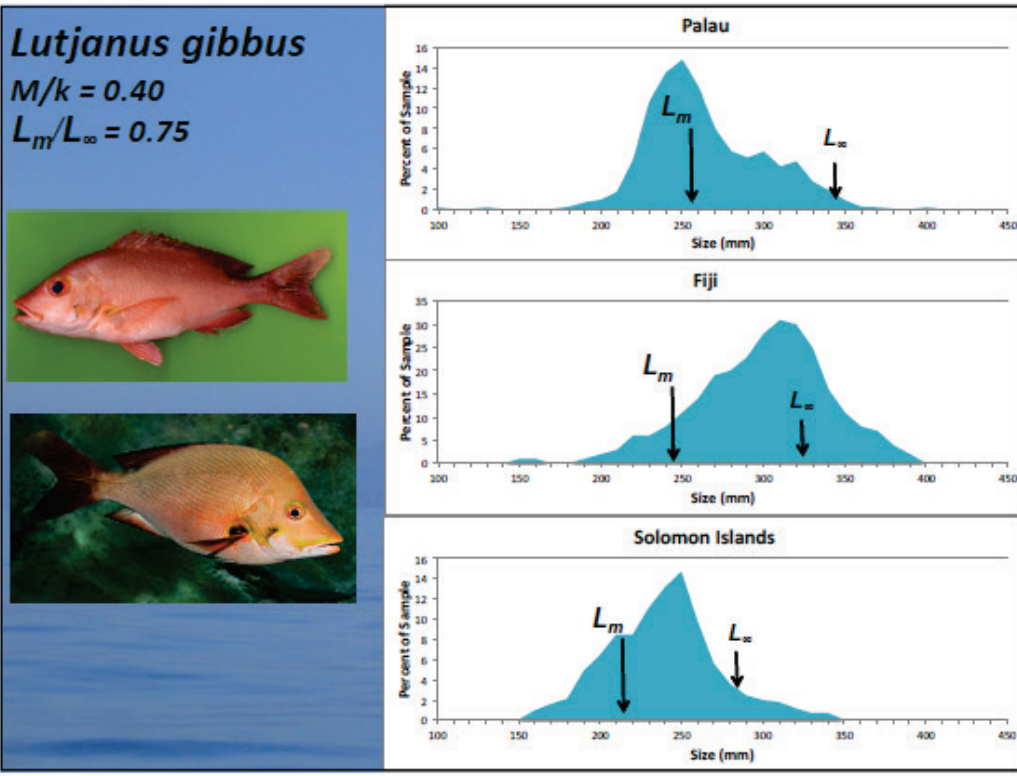 Lutjanus gibbus
M/k = 0.40
Lm/L∞ = 0.75
Palau
Percent of Sample
16
14
12
10
8
6
4
2
0
Lm
L∞
100 150 200 250 300 350 400 450
Size (mm)
Fiji
Percent of Sample
35
30
25
20
15
10
5
0
Lm
L∞
100 150 200 250 300 350 400 450
Size (mm)
Solomon Islands
Percent of Sample
16
14
12
10
8
6
4
2
0
Lm
L∞
100 150 200 250 300 350 400 450
Size (mm)